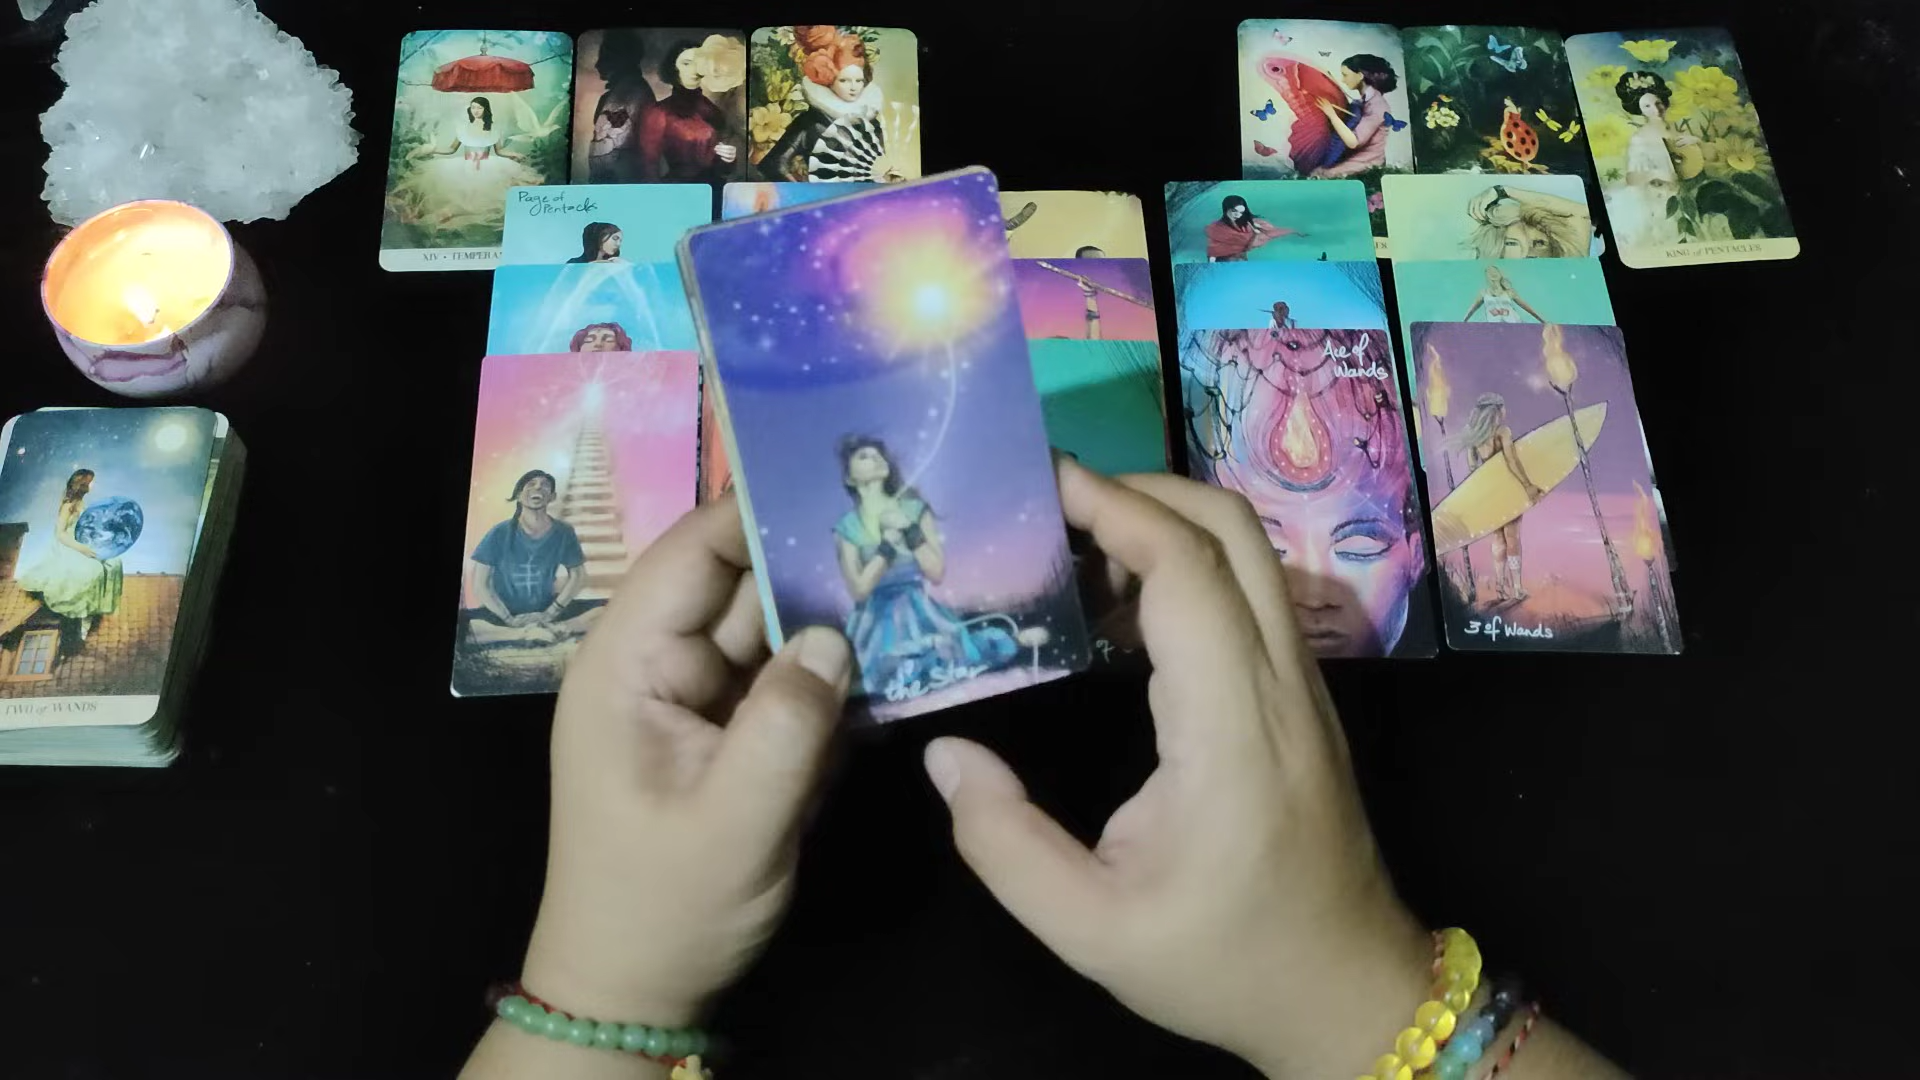 XIV • TEMPERAN
Page of
Pentacles
KING of PENTACLES
Ace of
Wands
3 of Wands
the Star
TWO of WANDS